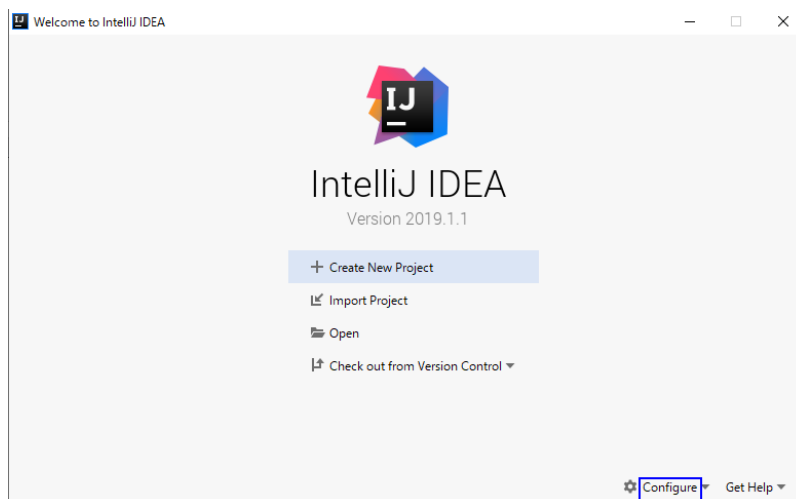 Welcome to IntelliJ IDEA
IJ
IntelliJ IDEA
Version 2019.1.1
Create New Project
Import Project
Open
Check out from Version Control
Configure Get Help